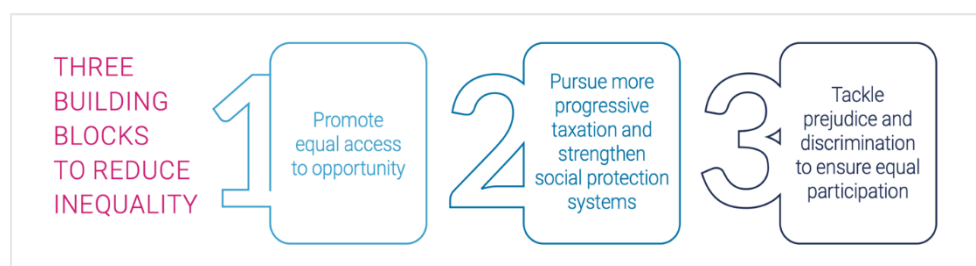 THREE
BUILDING
BLOCKS
TO REDUCE
INEQUALITY
1
Promote
equal access
to opportunity
2
Pursue more
progressive
taxation and
strengthen
social protection
systems
3
Tackle
prejudice and
discrimination
to ensure equal
participation